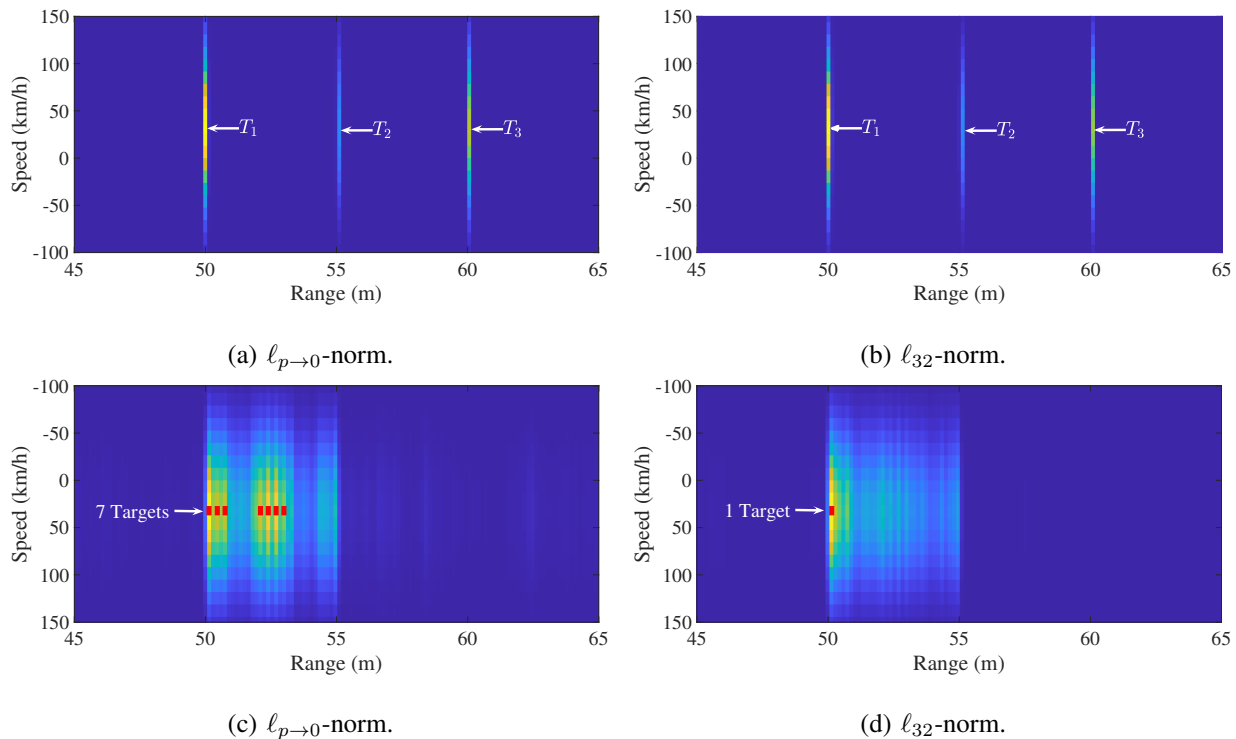 150
100
50
0
-50
-100
Speed (km/h)
T₁
T₂
T₃
45 50 55 60 65
Range (m)
(a) ℓₚ→₀-norm.
150
100
50
0
-50
-100
Speed (km/h)
T₁
T₂
T₃
45 50 55 60 65
Range (m)
(b) ℓ₃₂-norm.
-100
-50
0
50
100
150
Speed (km/h)
7 Targets
45 50 55 60 65
Range (m)
(c) ℓₚ→₀-norm.
-100
-50
0
50
100
150
Speed (km/h)
1 Target
45 50 55 60 65
Range (m)
(d) ℓ₃₂-norm.